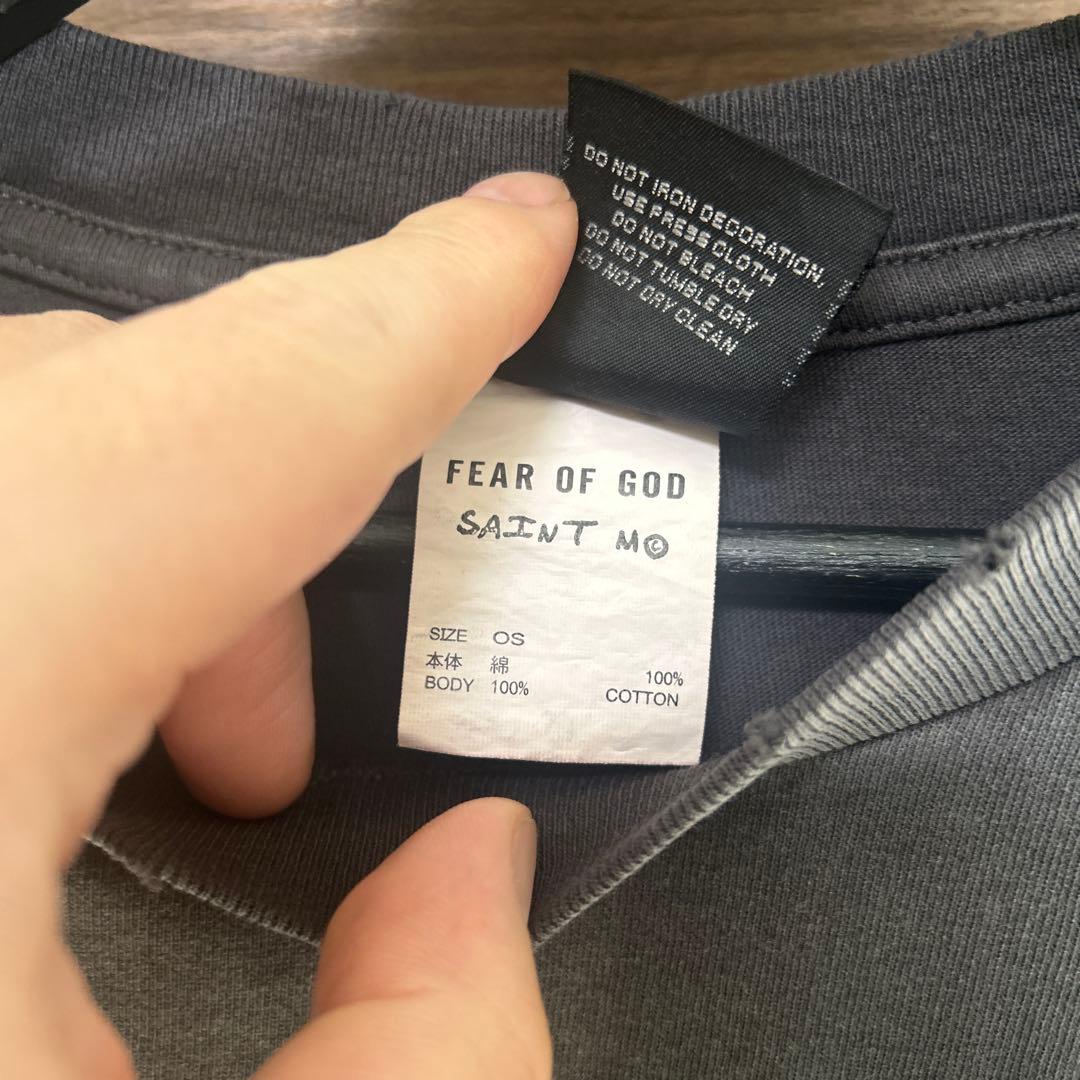 DO NOT IRON DECORATION,
USE PRESS CLOTH
DO NOT BLEACH
DO NOT TUMBLE DRY
DO NOT DRY CLEAN
FEAR OF GOD
SAINT M©
SIZE OS
本体 綿
BODY 100%
100%
COTTON